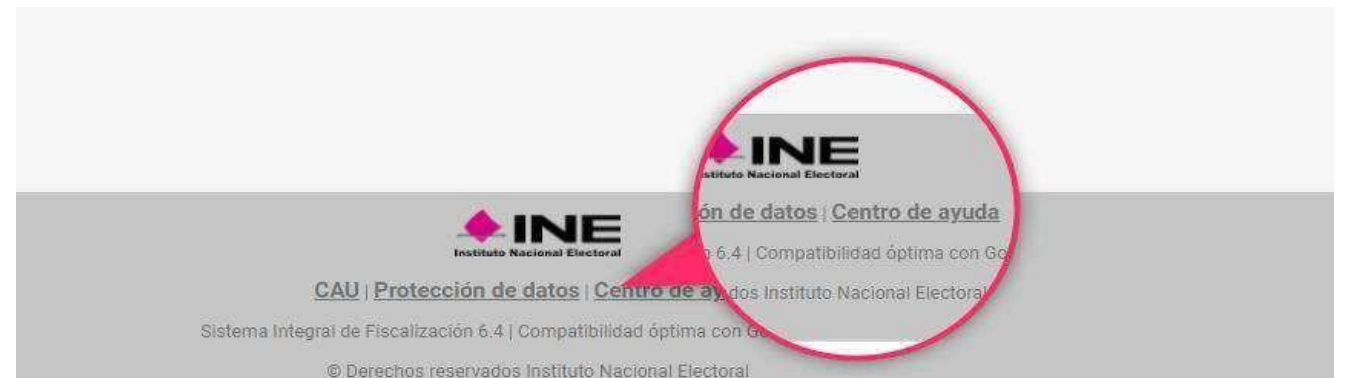 INE
Instituto Nacional Electoral
CAU | Protección de datos | Centro de ay
Sistema Integral de Fiscalización 6.4 | Compatibilidad óptima con Go
© Derechos reservados Instituto Nacional Electoral
INE
stituto Nacional Electoral
ón de datos | Centro de ayuda
6.4 | Compatibilidad óptima con Go
dos Instituto Nacional Electoral